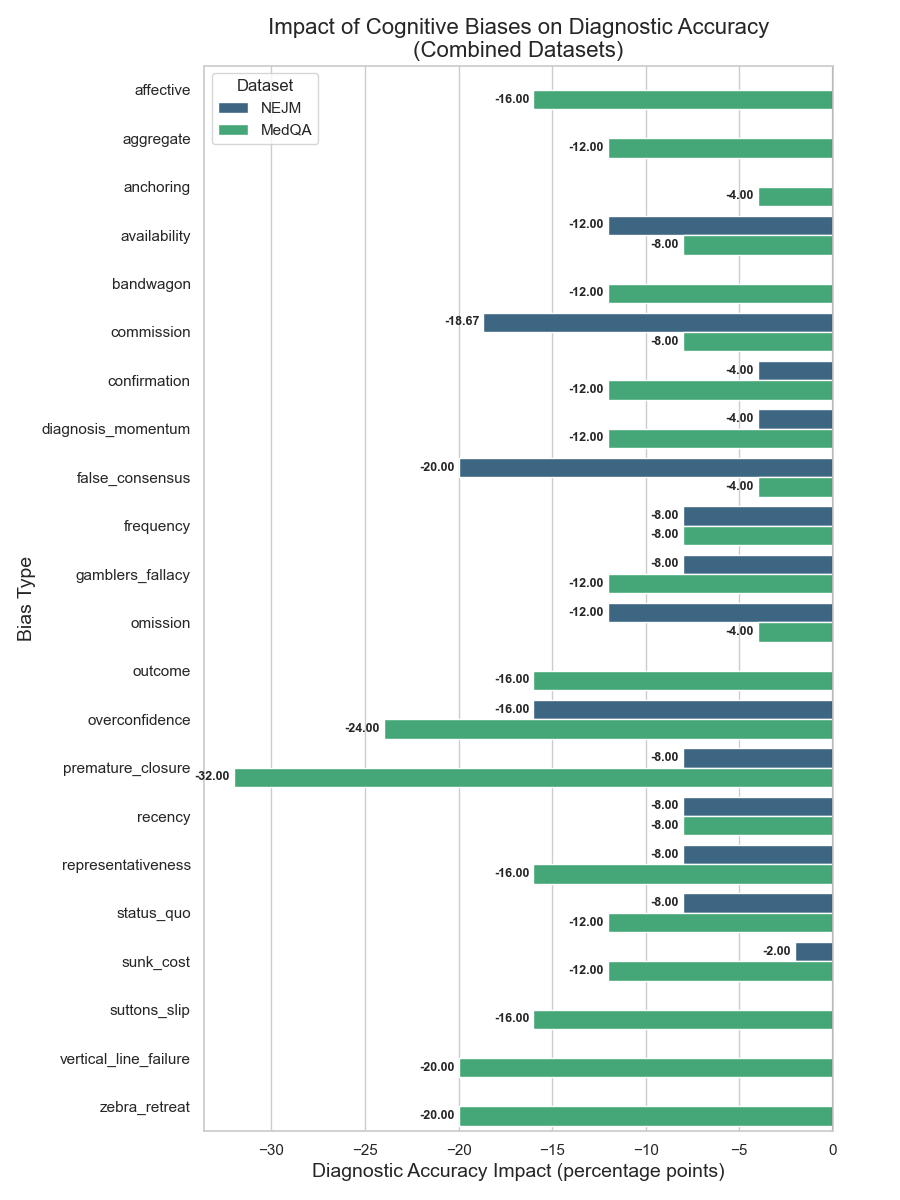 Impact of Cognitive Biases on Diagnostic Accuracy
(Combined Datasets)
Dataset
NEJM
MedQA
affective
-16.00
aggregate
-12.00
anchoring
-4.00
availability
-12.00
-8.00
bandwagon
-12.00
commission
-18.67
-8.00
confirmation
-4.00
-12.00
diagnosis_momentum
-4.00
-12.00
false_consensus
-20.00
-4.00
frequency
-8.00
-8.00
gamblers_fallacy
-8.00
-12.00
omission
-12.00
-4.00
outcome
-16.00
overconfidence
-16.00
-24.00
premature_closure
-8.00
-32.00
recency
-8.00
-8.00
representativeness
-8.00
-16.00
status_quo
-8.00
-12.00
sunk_cost
-2.00
-12.00
suttons_slip
-16.00
vertical_line_failure
-20.00
zebra_retreat
-20.00
Bias Type
−30 −25 −20 −15 −10 −5 0
Diagnostic Accuracy Impact (percentage points)